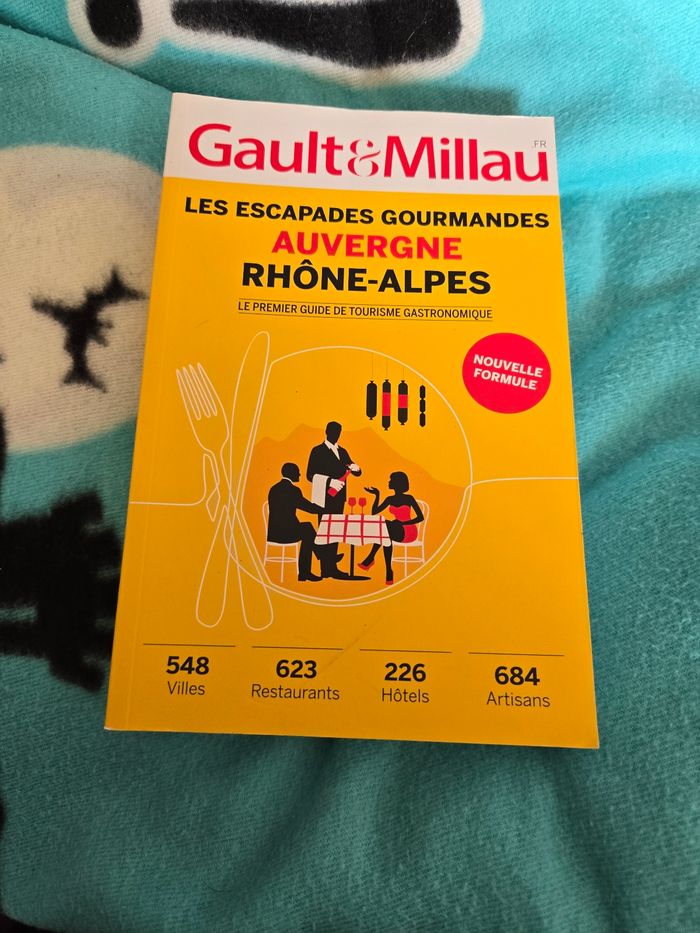 Gault&Millau
.FR
LES ESCAPADES GOURMANDES
AUVERGNE
RHÔNE-ALPES
LE PREMIER GUIDE DE TOURISME GASTRONOMIQUE
NOUVELLE
FORMULE
548
Villes
623
Restaurants
226
Hôtels
684
Artisans